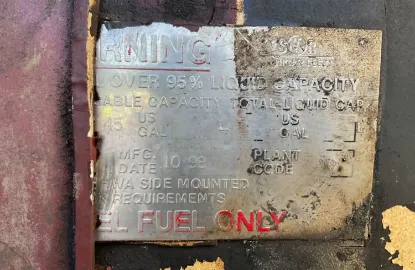 RNING
OVER 95% LIQUID CAPACITY
ABLE CAPACITY TOTAL LIQUID CAP
US US
GAL GAL
MFG. PLANT
DATE 10 98 CODE
WA SIDE MOUNTED
REQUIREMENTS
EL FUEL ONLY